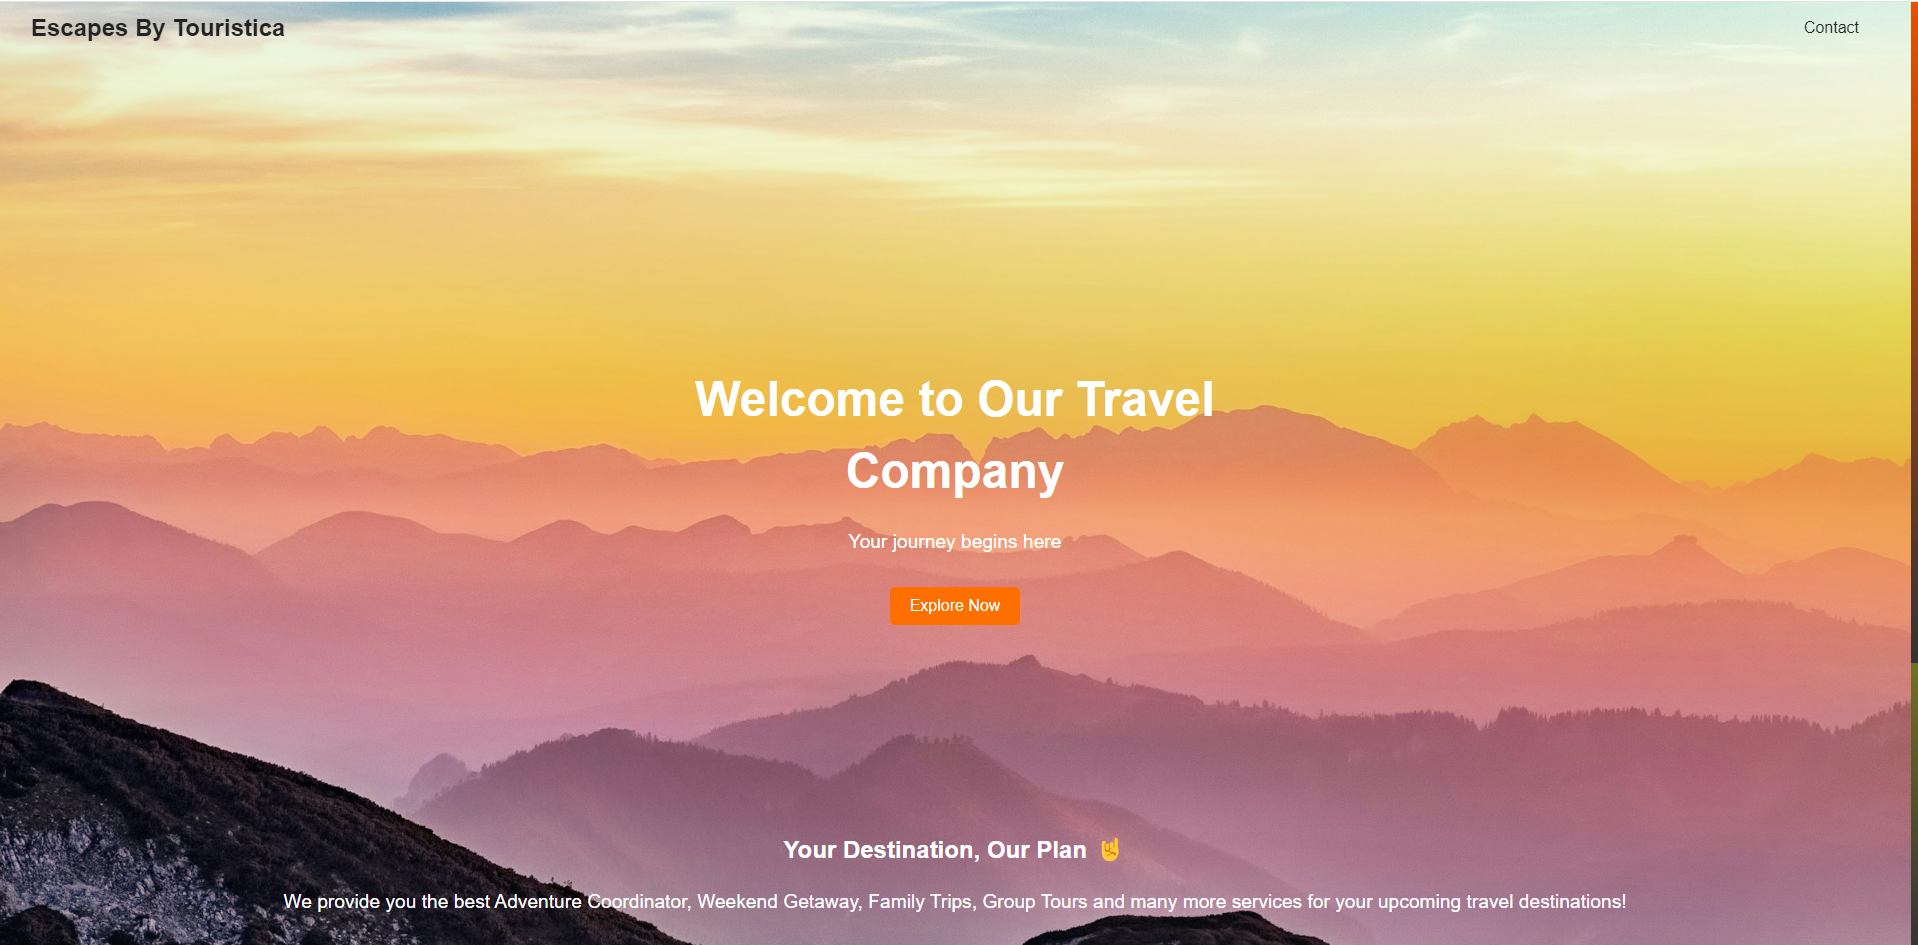 Escapes By Touristica
Contact
Welcome to Our Travel
Company
Your journey begins here
Explore Now
Your Destination, Our Plan 🤘
We provide you the best Adventure Coordinator, Weekend Getaway, Family Trips, Group Tours and many more services for your upcoming travel destinations!